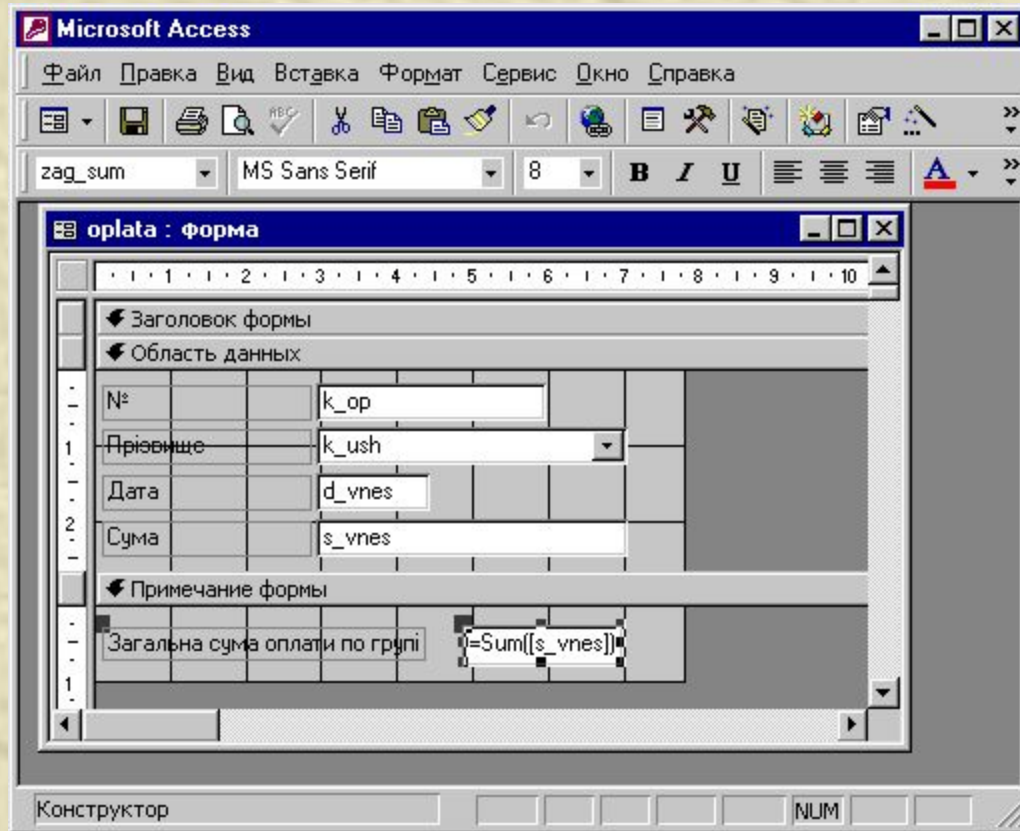 Microsoft Access
Файл Правка Вид Вставка Формат Сервис Окно Справка
ABC
zag_sum MS Sans Serif 8 B I U A
oplata : форма
1 2 3 4 5 6 7 8 9 10
Заголовок формы
Область данных
№ k_op
1 Прізвище k_ush
Дата d_vnes
2 Сума s_vnes
Примечание формы
Загальна сума оплати по групі =Sum([s_vnes])
1
Конструктор NUM